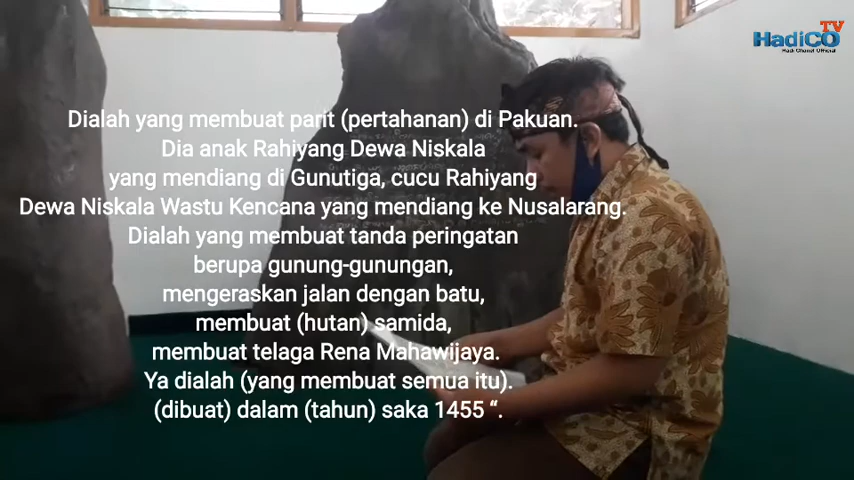 HadiCO TV
Hadi Chanel Official
Dialah yang membuat parit (pertahanan) di Pakuan.
Dia anak Rahiyang Dewa Niskala
yang mendiang di Gunutiga, cucu Rahiyang
Dewa Niskala Wastu Kencana yang mendiang ke Nusalarang.
Dialah yang membuat tanda peringatan
berupa gunung-gunungan,
mengeraskan jalan dengan batu,
membuat (hutan) samida,
membuat telaga Rena Mahawijaya.
Ya dialah (yang membuat semua itu).
(dibuat) dalam (tahun) saka 1455 “.